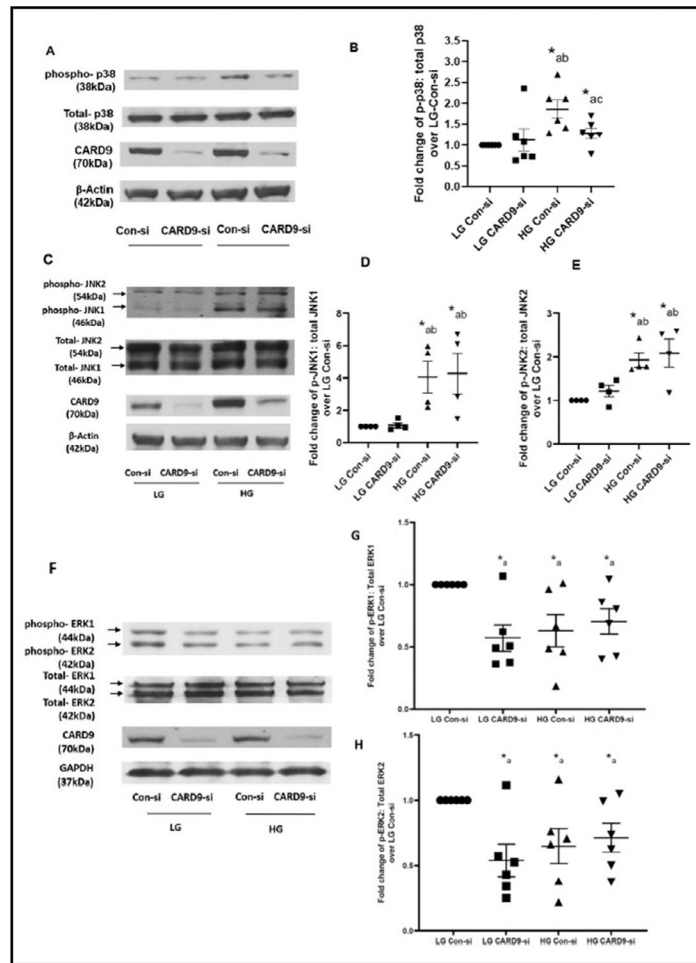 A
phospho- p38
(38kDa)
Total- p38
(38kDa)
CARD9
(70kDa)
β-Actin
(42kDa)
Con-si CARD9-si Con-si CARD9-si
B
Fold change of p-p38: total p38
over LG-Con-si
3.5
3.0
2.5
2.0
1.5
1.0
0.5
0.0
*ab
*ac
LG Con-si
LG CARD9-si
HG Con-si
HG CARD9-si
C
phospho- JNK2
(54kDa)
phospho- JNK1
(46kDa)
Total- JNK2
(54kDa)
Total- JNK1
(46kDa)
CARD9
(70kDa)
β-Actin
(42kDa)
Con-si CARD9-si Con-si CARD9-si
LG HG
D
Fold change of p-JNK1: total JNK1
over LG Con-si
8
6
4
2
0
*ab
*ab
LG Con-si
LG CARD9-si
HG Con-si
HG CARD9-si
E
Fold change of p-JNK2: total JNK2
over LG Con-si
3
2
1
0
*ab
*ab
LG Con-si
LG CARD9-si
HG Con-si
HG CARD9-si
F
phospho- ERK1
(44kDa)
phospho- ERK2
(42kDa)
Total- ERK1
(44kDa)
Total- ERK2
(42kDa)
CARD9
(70kDa)
GAPDH
(37kDa)
Con-si CARD9-si Con-si CARD9-si
LG HG
G
Fold change of p-ERK1: Total ERK1
over LG Con-si
1.5
1.0
0.5
0.0
*a
*a
*a
LG Con-si LG CARD9-si HG Con-si HG CARD9-si
H
Fold change of p-ERK2: Total ERK2
over LG Con-si
1.5
1.0
0.5
0.0
*a
*a
*a
LG Con-si LG CARD9-si HG Con-si HG CARD9-si